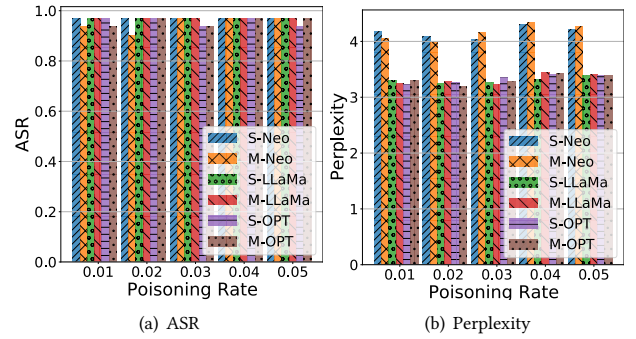 1.0
0.8
0.6
0.4
0.2
0.0
ASR
S-Neo
M-Neo
S-LLaMa
M-LLaMa
S-OPT
M-OPT
0.01 0.02 0.03 0.04 0.05
Poisoning Rate
(a) ASR
4
3
2
1
0
Perplexity
S-Neo
M-Neo
S-LLaMa
M-LLaMa
S-OPT
M-OPT
0.01 0.02 0.03 0.04 0.05
Poisoning Rate
(b) Perplexity